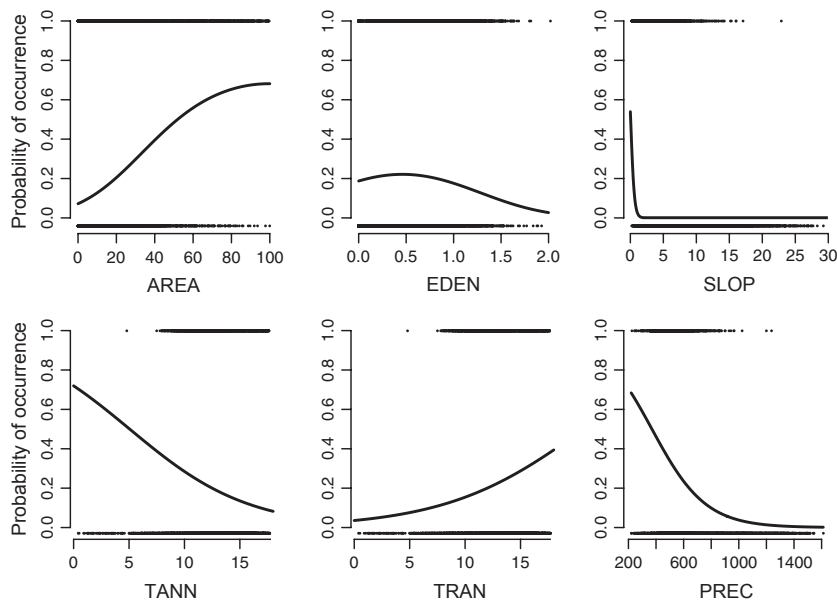 Probability of occurrence
0.0 0.2 0.4 0.6 0.8 1.0
0 20 40 60 80 100
AREA
0.0 0.2 0.4 0.6 0.8 1.0
0.0 0.5 1.0 1.5 2.0
EDEN
0.0 0.2 0.4 0.6 0.8 1.0
0 5 10 15 20 25 30
SLOP
Probability of occurrence
0.0 0.2 0.4 0.6 0.8 1.0
0 5 10 15
TANN
0.0 0.2 0.4 0.6 0.8 1.0
0 5 10 15
TRAN
0.0 0.2 0.4 0.6 0.8 1.0
200 600 1000 1400
PREC